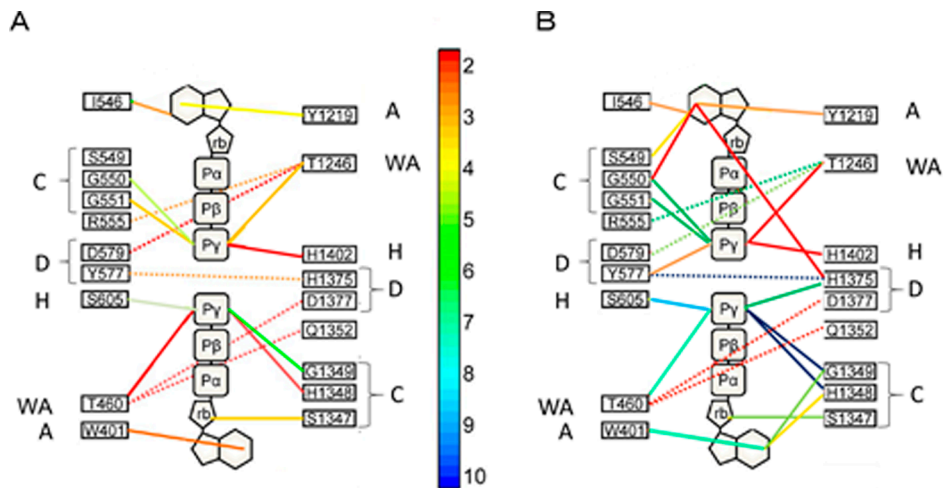 A
B
I546
Y1219
A
rb
S549
T1246
WA
C
G550
Pα
G551
Pβ
R555
D
D579
Pγ
H1402
H
Y577
H1375
H
S605
Pγ
D1377
D
Q1352
Pβ
G1349
Pα
H1348
C
WA
T460
rb
S1347
A
W401
2
3
4
5
6
7
8
9
10
I546
Y1219
A
rb
S549
T1246
WA
C
G550
Pα
G551
Pβ
R555
D
D579
Pγ
H1402
H
Y577
H1375
H
S605
Pγ
D1377
D
Q1352
Pβ
G1349
Pα
H1348
C
WA
T460
rb
S1347
A
W401